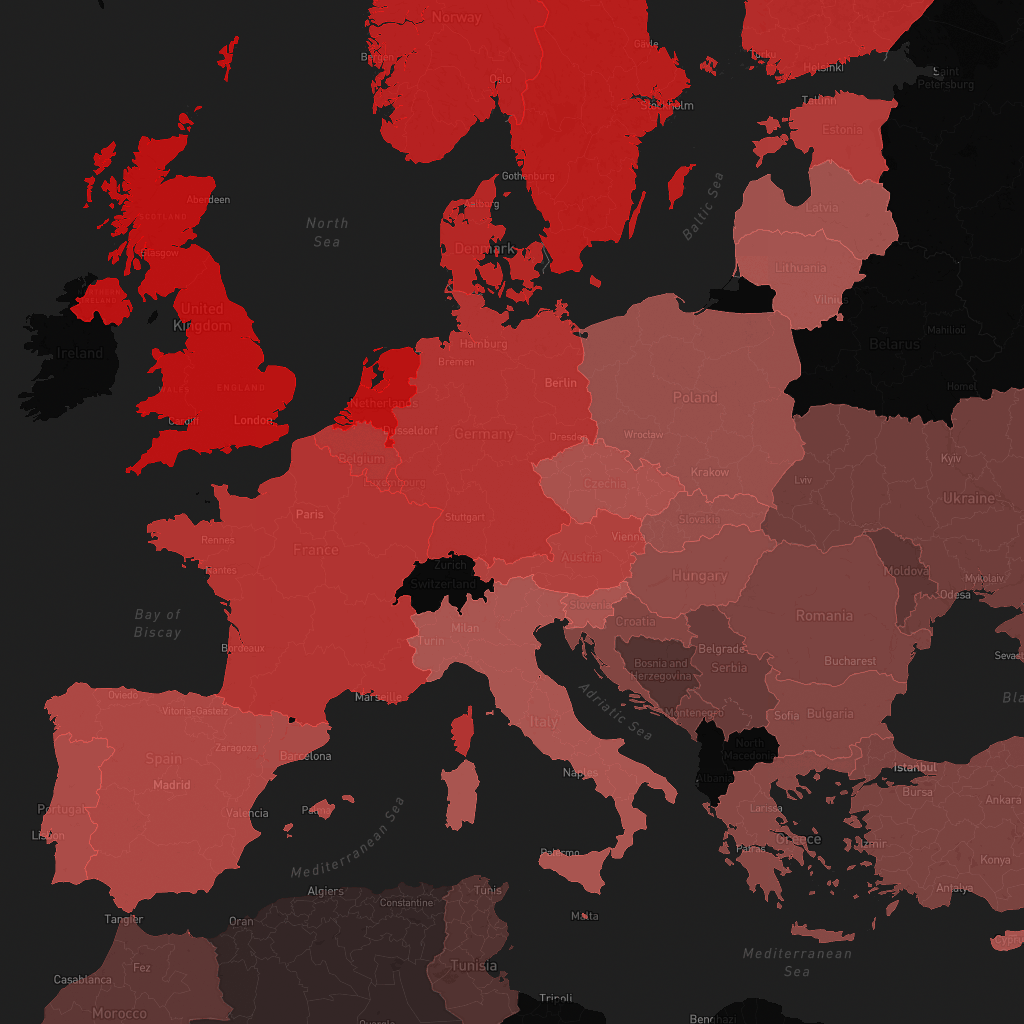 Norway
Gävle
Bergen
Turku
Helsinki
Saint
Petersburg
Oslo
Stockholm
Tallinn
Estonia
Gothenburg
Aberdeen
SCOTLAND
Aalborg
Latvia
North
Sea
Baltic Sea
Denmark
Glasgow
Lithuania
Vilnius
United
Kingdom
IRELAND
Mahilioŭ
Belarus
Hamburg
Ireland
Bremen
Berlin
Homel
WALES
ENGLAND
Poland
Netherlands
Cardiff
London
Düsseldorf
Germany
Dresden
Wrocław
Belgium
Kyiv
Krakow
Lviv
Czechia
Luxembourg
Ukraine
Paris
Stuttgart
Slovakia
Rennes
Vienna
France
Austria
Zurich
Nantes
Switzerland
Hungary
Moldova
Mykolaiv
Odesa
Slovenia
Bay of
Biscay
Romania
Milan
Croatia
Turin
Bordeaux
Belgrade
Sevas
Bosnia and
Herzegovina
Serbia
Bucharest
Oviedo
Marseille
Adriatic Sea
Bla
Vitoria-Gasteiz
Montenegro
Sofia
Bulgaria
Italy
Zaragoza
North
Macedonia
Spain
Barcelona
Istanbul
Naples
Albania
Madrid
Bursa
Ankara
Portugal
Valencia
Palma
Larissa
Lisbon
Greece
Izmir
Mediterranean Sea
Palermo
Patras
Konya
Algiers
Tunis
Antalya
Constantine
Tangier
Oran
Malta
Cyprus
Mediterranean
Sea
Fez
Tunisia
Casablanca
Tripoli
Morocco
Benghazi